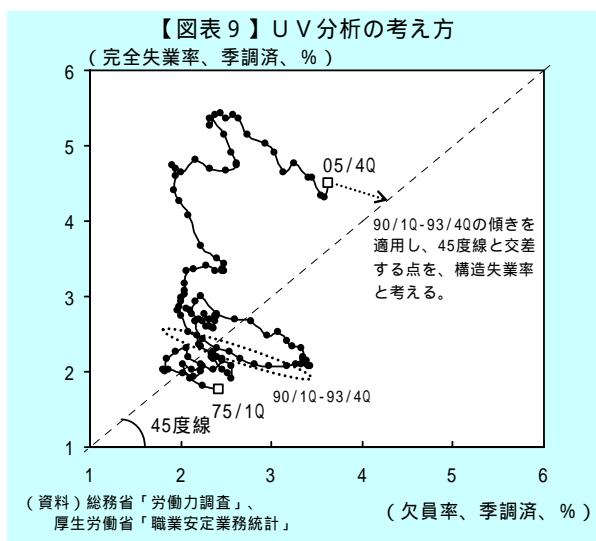 【図表９】ＵＶ分析の考え方
（完全失業率、季調済、％）
6
5
4
3
2
1
05/4Q
90/1Q-93/4Qの傾きを
適用し、45度線と交差
する点を、構造失業率
と考える。
90/1Q-93/4Q
75/1Q
45度線
1 2 3 4 5 6
（欠員率、季調済、％）
（資料）総務省「労働力調査」、
厚生労働省「職業安定業務統計」